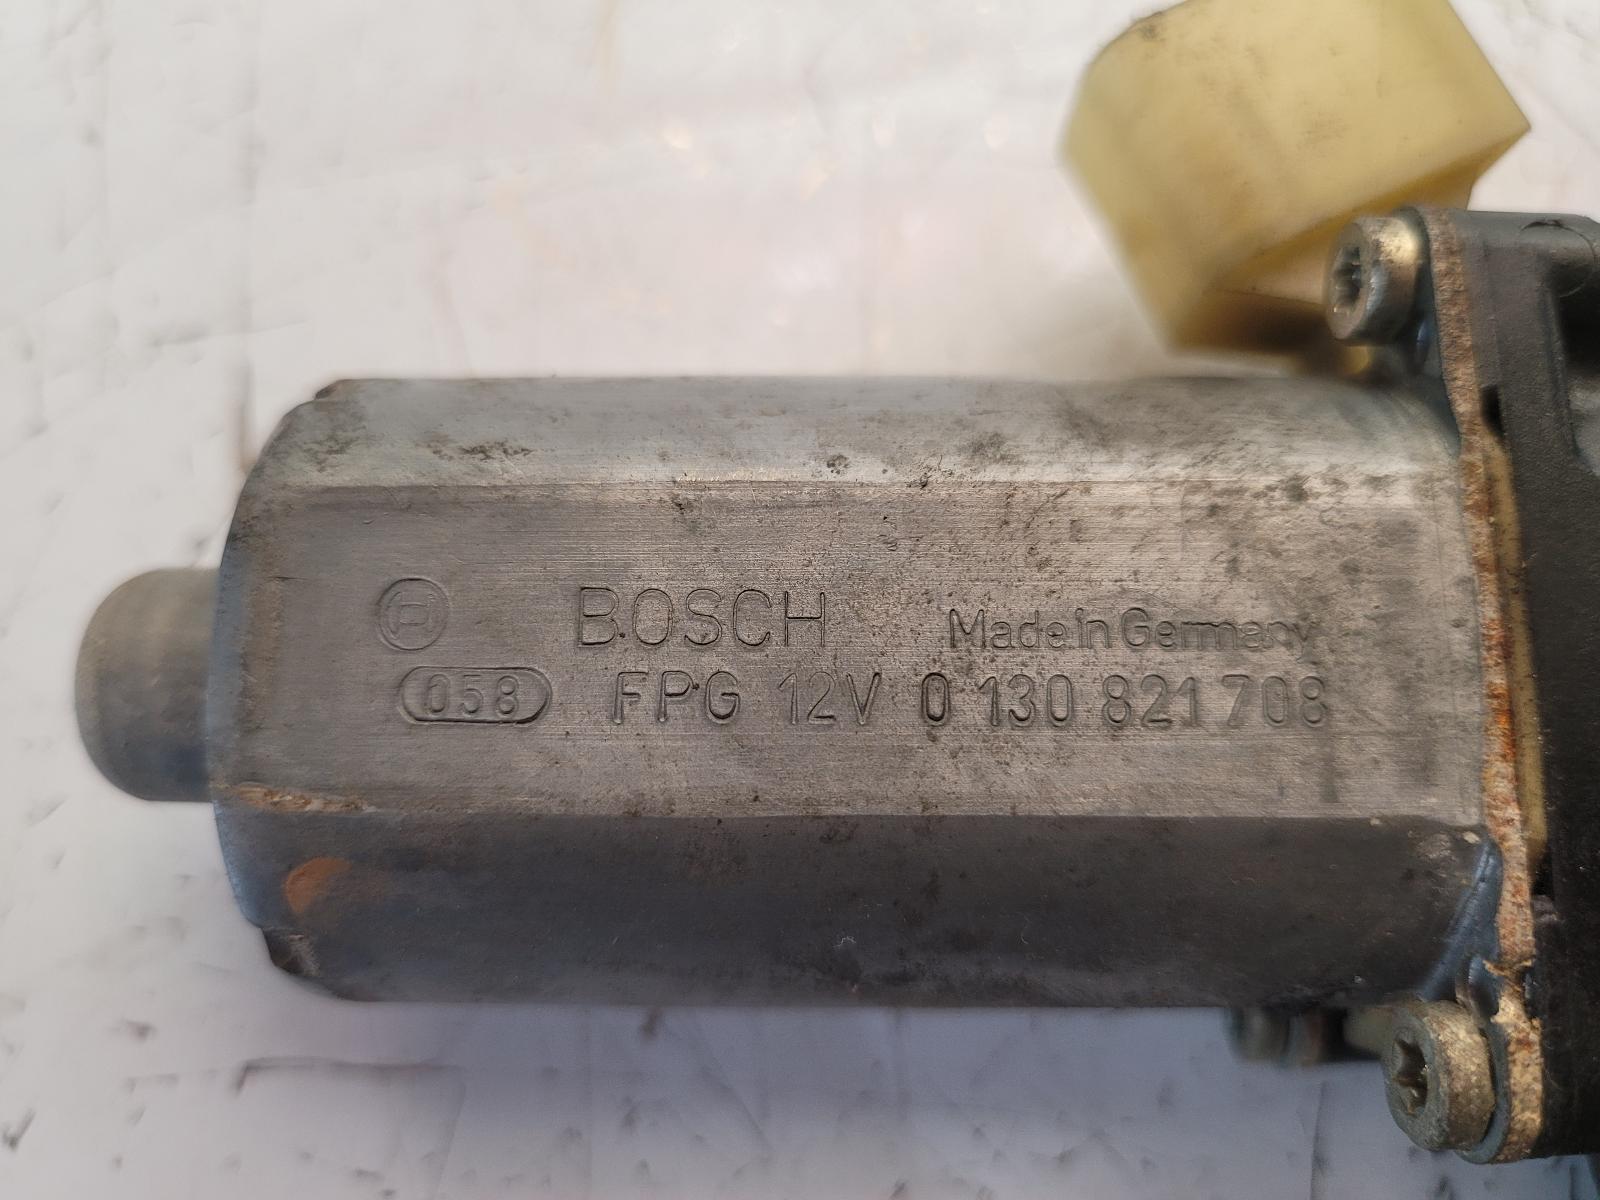 BOSCH Made in Germany
058 FPG 12V 0 130 821 708